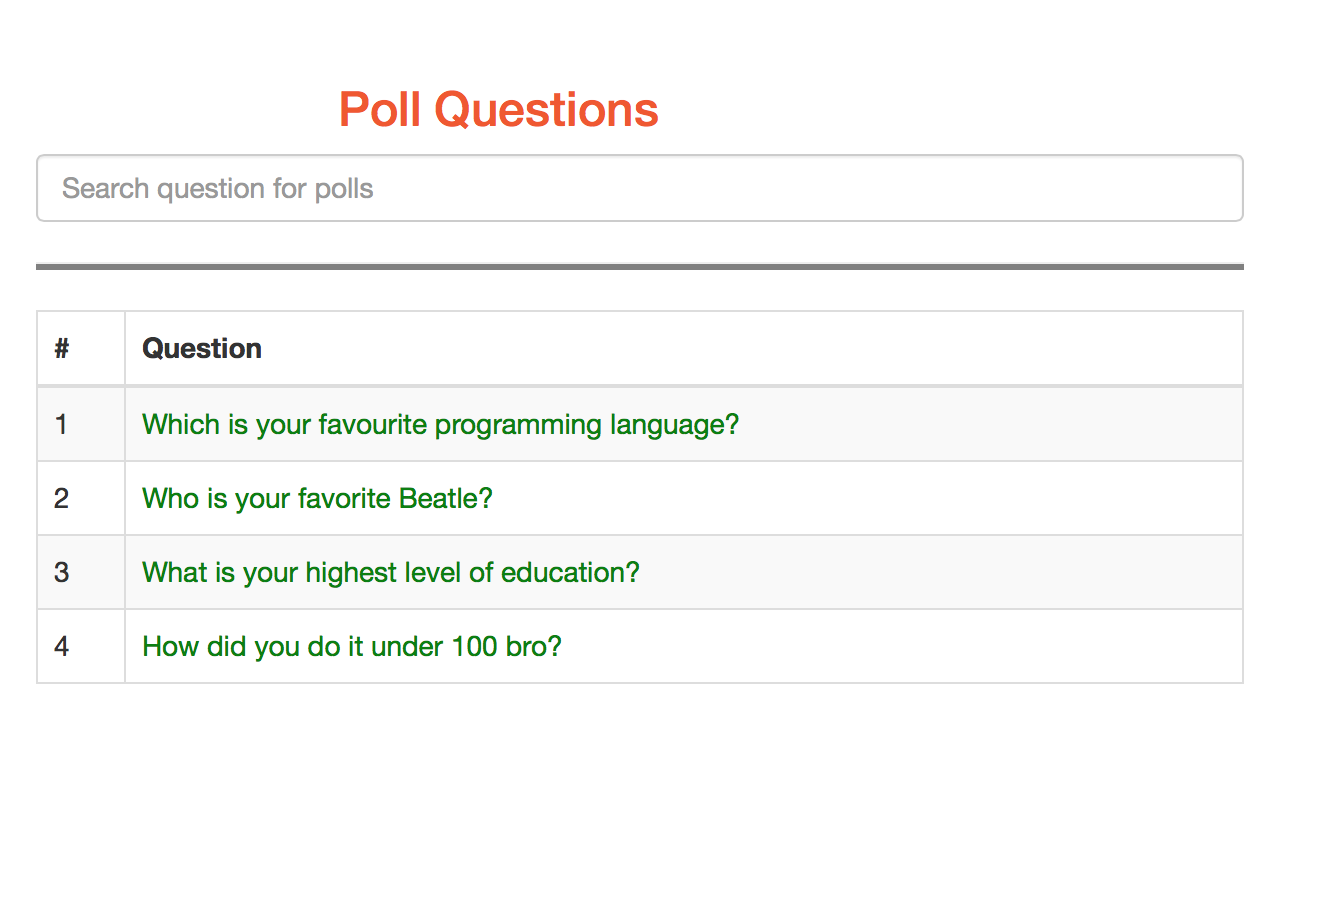 Poll Questions
Search question for polls
# Question
1 Which is your favourite programming language?
2 Who is your favorite Beatle?
3 What is your highest level of education?
4 How did you do it under 100 bro?